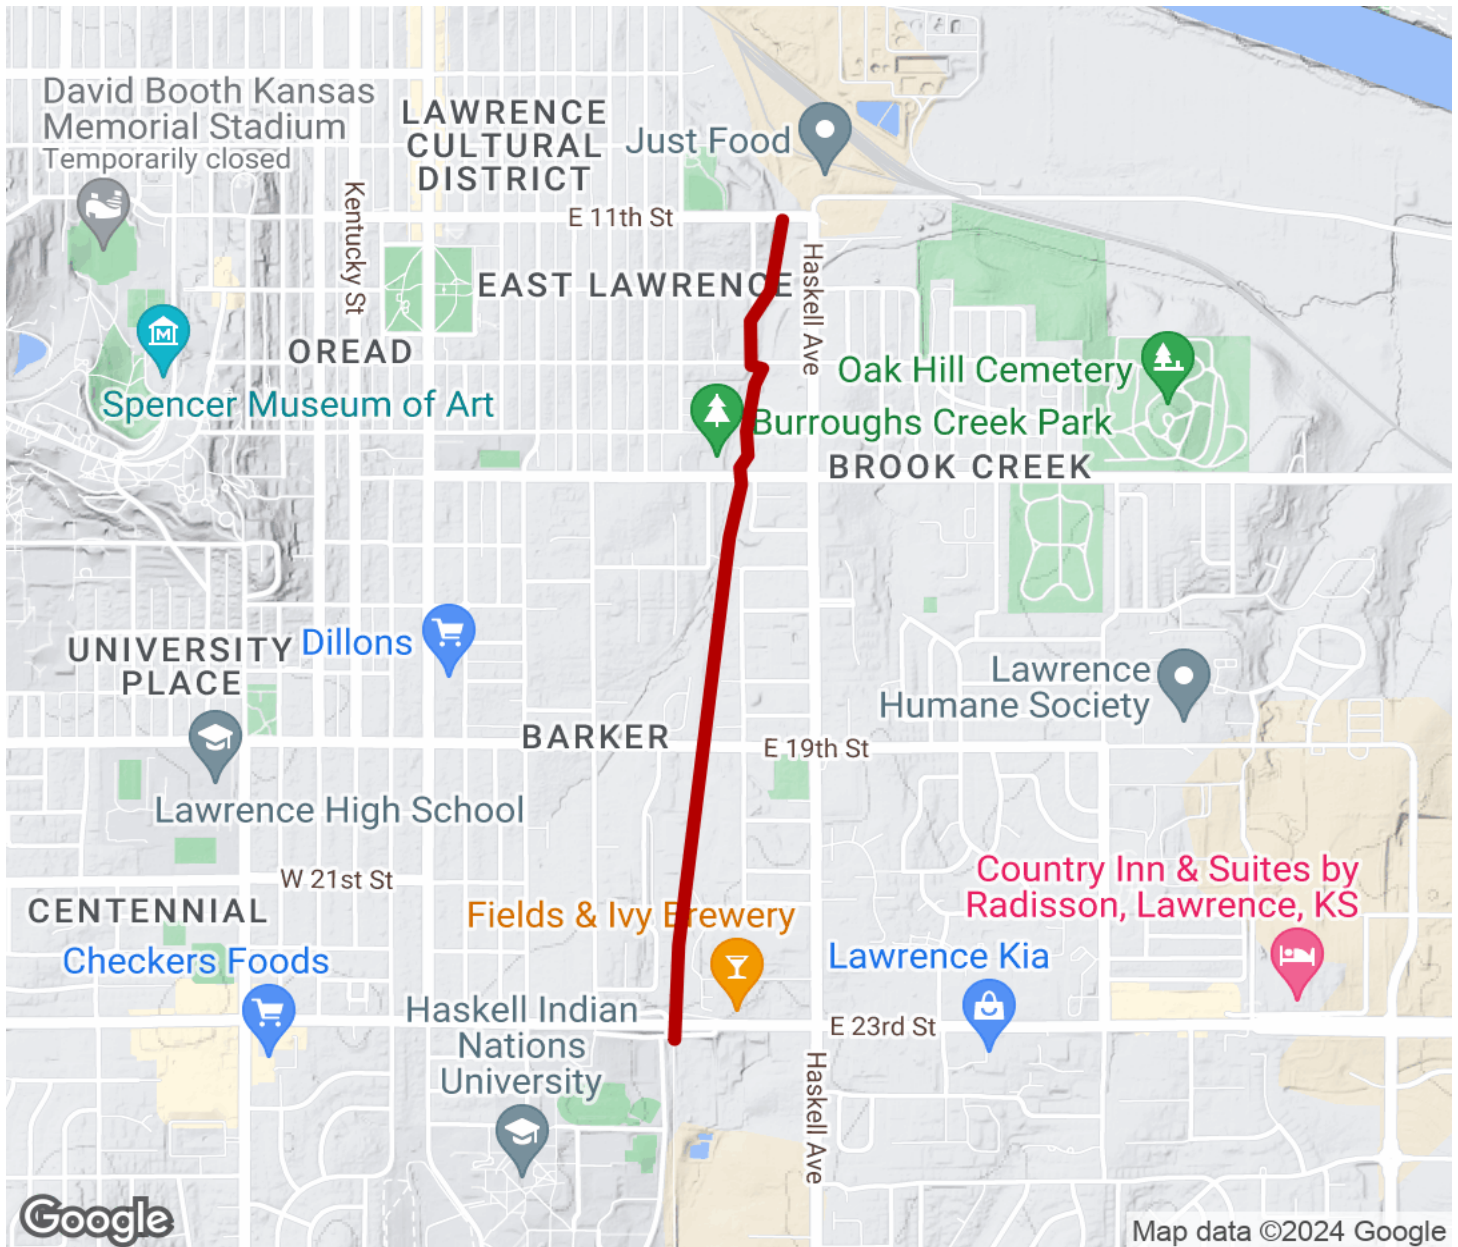 David Booth Kansas
Memorial Stadium
Temporarily closed
LAWRENCE
CULTURAL
DISTRICT
Just Food
Kentucky St
E 11th St
EAST LAWRENCE
Haskell Ave
OREAD
Spencer Museum of Art
Oak Hill Cemetery
Burroughs Creek Park
BROOK CREEK
UNIVERSITY
PLACE
Dillons
Lawrence
Humane Society
BARKER
E 19th St
Lawrence High School
W 21st St
Country Inn & Suites by
Radisson, Lawrence, KS
CENTENNIAL
Fields & Ivy Brewery
Checkers Foods
Lawrence Kia
Haskell Indian
Nations
University
E 23rd St
Haskell Ave
Google
Map data ©2024 Google